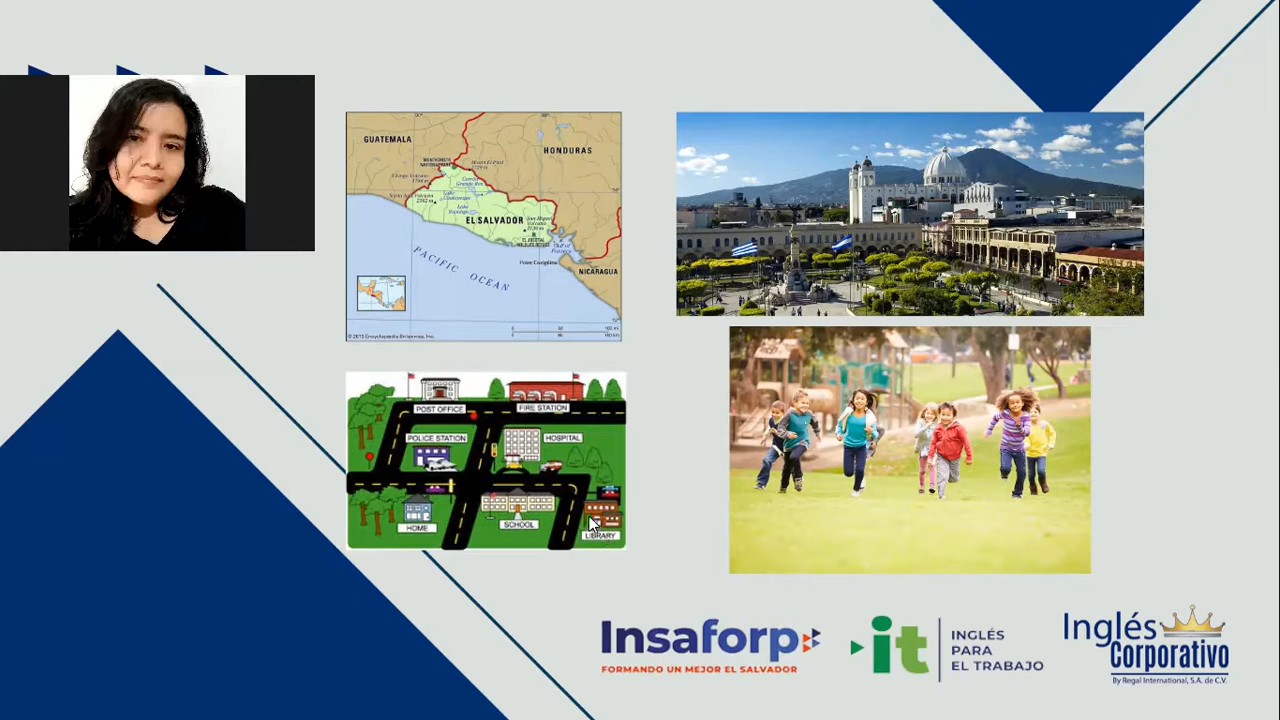 GUATEMALA
HONDURAS
EL SALVADOR
PACIFIC OCEAN
NICARAGUA
POST OFFICE
FIRE STATION
POLICE STATION
HOSPITAL
HOME
SCHOOL
LIBRARY
Insaforp
FORMANDO UN MEJOR EL SALVADOR
it
INGLÉS
PARA
EL TRABAJO
Inglés
Corporativo
By Regal International, S.A. de C.V.